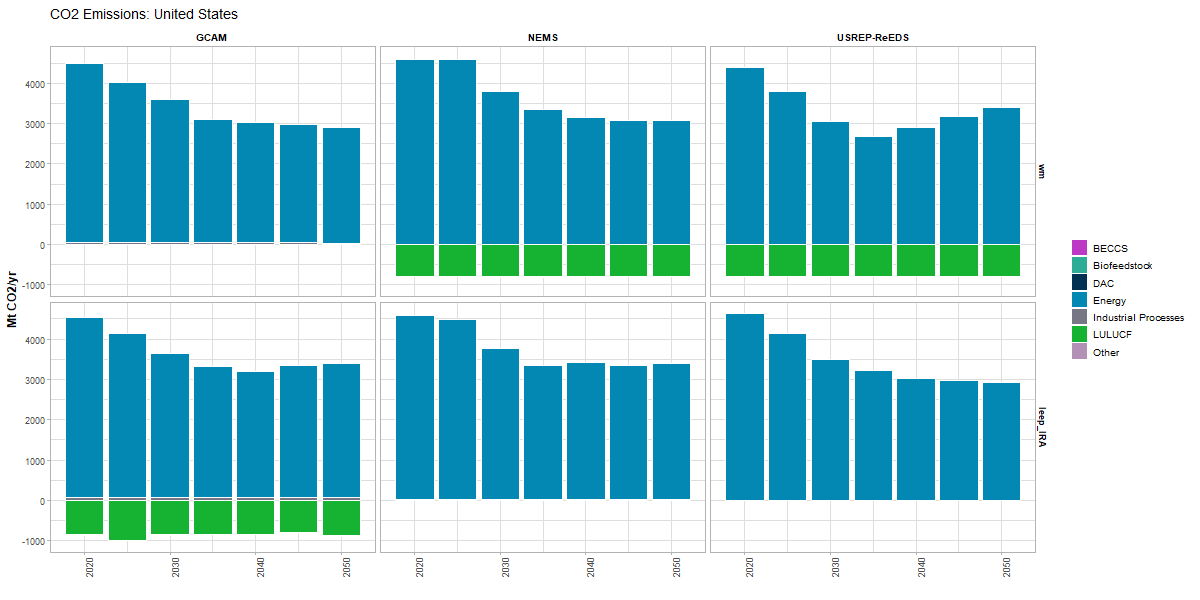 CO2 Emissions: United States
GCAM
NEMS
USREP-ReEDS
Mt CO2/yr
4000
3000
2000
1000
0
-1000
wm
4000
3000
2000
1000
0
-1000
leep_IRA
2020
2030
2040
2050
2020
2030
2040
2050
2020
2030
2040
2050
BECCS
Biofeedstock
DAC
Energy
Industrial Processes
LULUCF
Other